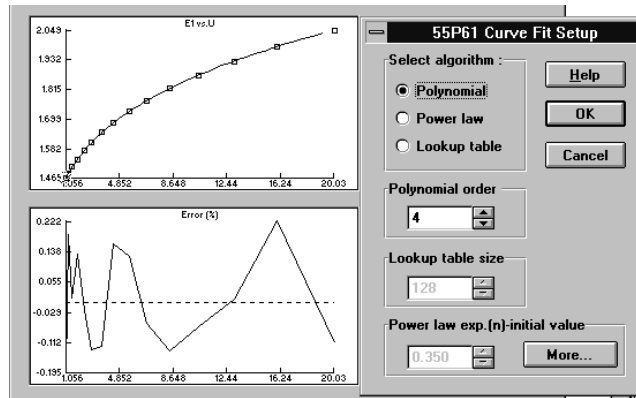 E1 vs.U
2.049
1.932
1.815
1.699
1.582
1.465
1.056 4.852 8.648 12.44 16.24 20.03
Error (%)
0.222
0.138
0.055
-0.029
-0.112
-0.195
1.056 4.852 8.648 12.44 16.24 20.03
55P61 Curve Fit Setup
Select algorithm :
Polynomial
Power law
Lookup table
Help
OK
Cancel
Polynomial order
4
Lookup table size
128
Power law exp.(n)-initial value
0.350
More...